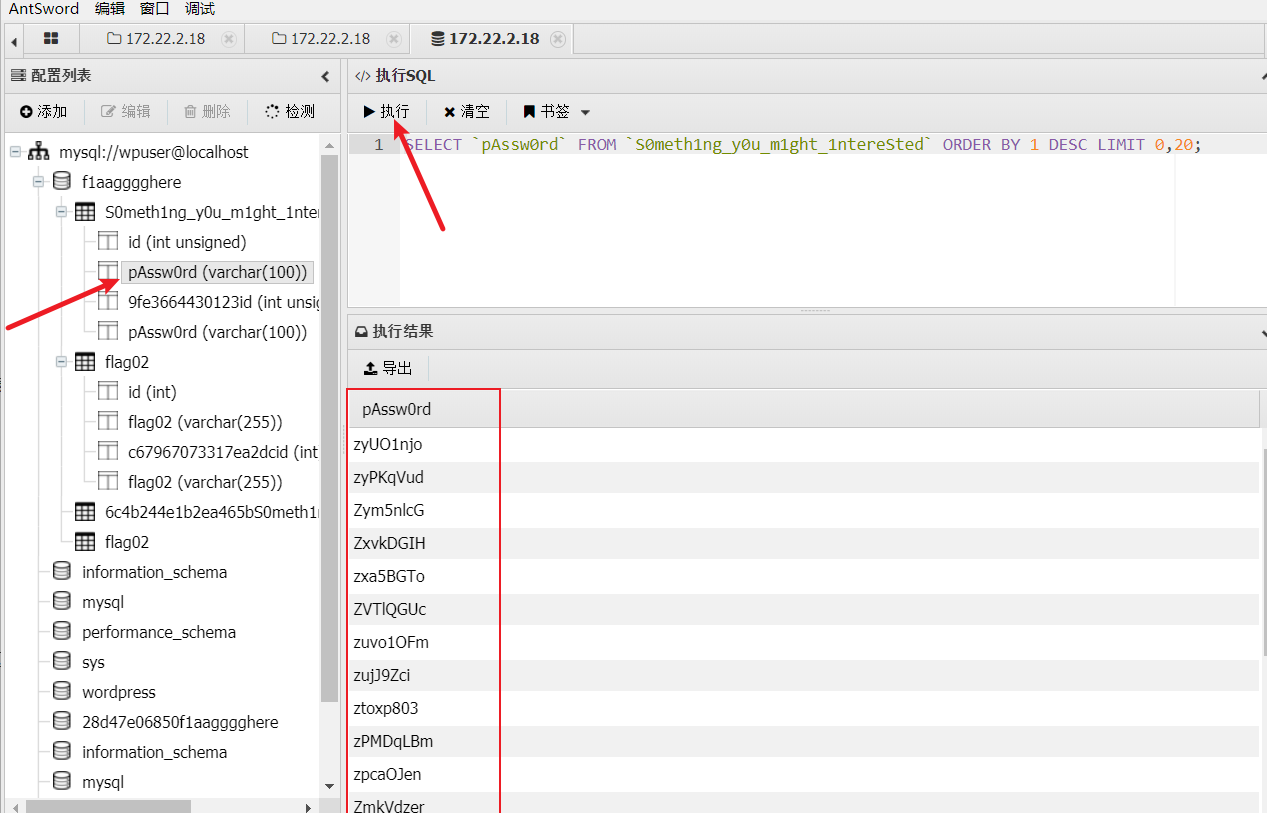 AntSword 编辑 窗口 调试
172.22.2.18 172.22.2.18 172.22.2.18
配置列表
添加 编辑 删除 检测
mysql://wpuser@localhost
f1aagggghere
S0meth1ng_y0u_m1ght_1nter
id (int unsigned)
pAssw0rd (varchar(100))
9fe3664430123id (int unsig
pAssw0rd (varchar(100))
flag02
id (int)
flag02 (varchar(255))
c67967073317ea2dcid (int
flag02 (varchar(255))
6c4b244e1b2ea465bS0meth1
flag02
information_schema
mysql
performance_schema
sys
wordpress
28d47e06850f1aagggghere
information_schema
mysql
</> 执行SQL
执行 清空 书签
1 SELECT `pAssw0rd` FROM `S0meth1ng_y0u_m1ght_1ntereSted` ORDER BY 1 DESC LIMIT 0,20;
执行结果
导出
pAssw0rd
zyUO1njo
zyPKqVud
Zym5nlcG
ZxvkDGIH
zxa5BGTo
ZVTlQGUc
zuvo1OFm
zujJ9Zci
ztoxp803
zPMDqLBm
zpcaOJen
ZmkVdzer